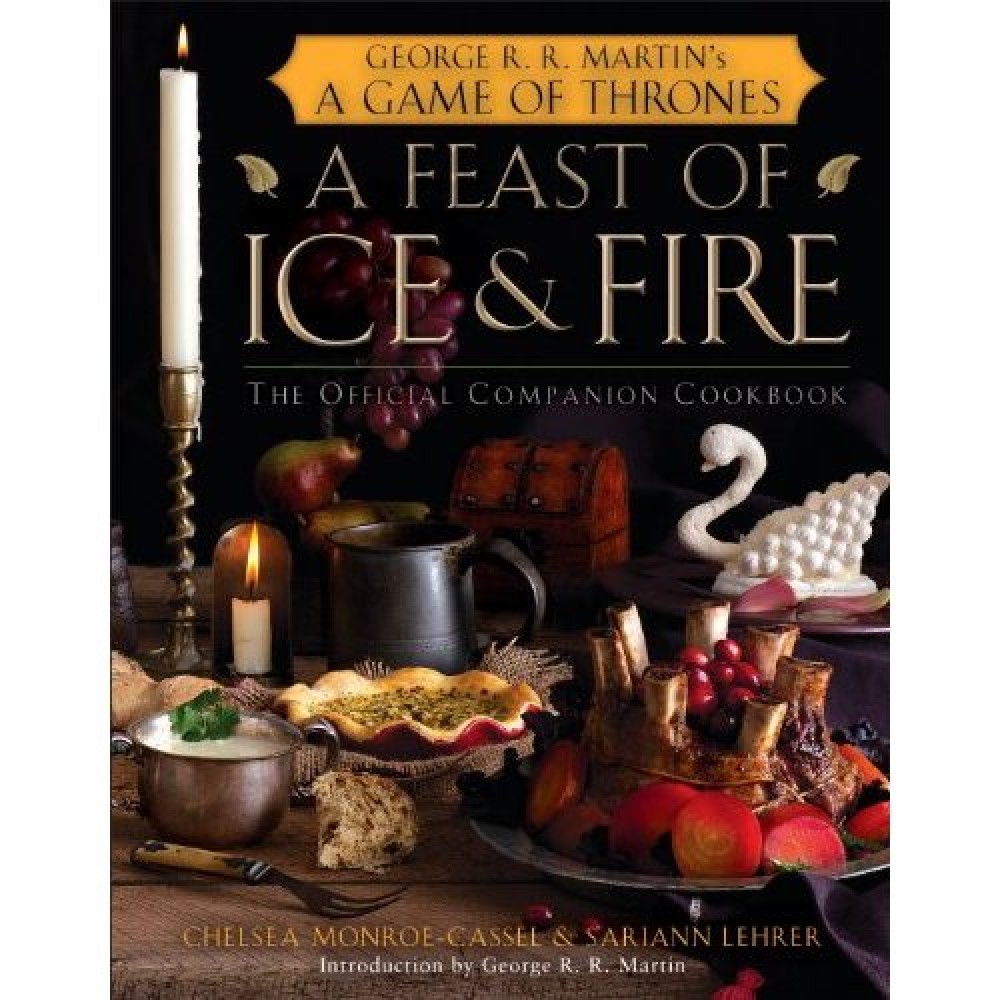 GEORGE R. R. MARTIN's
A GAME OF THRONES
A FEAST OF
ICE & FIRE
THE OFFICIAL COMPANION COOKBOOK
CHELSEA MONROE-CASSEL & SARIANN LEHRER
Introduction by George R. R. Martin